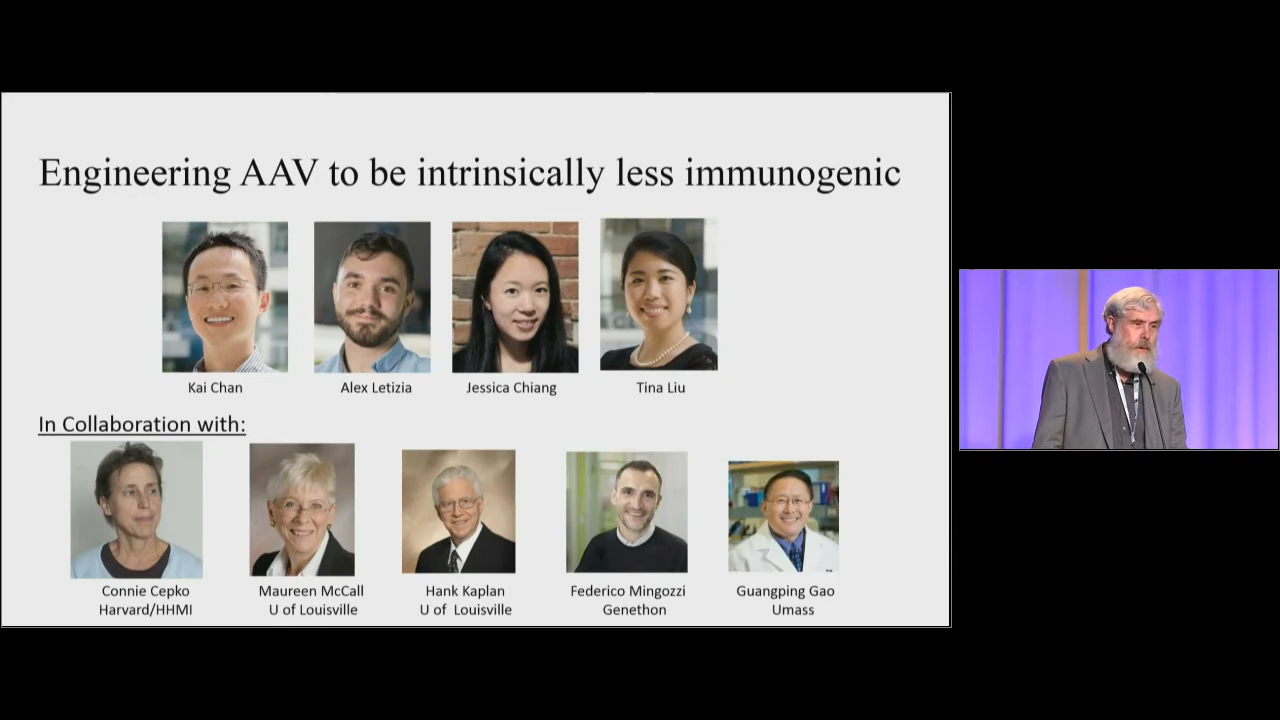 Engineering AAV to be intrinsically less immunogenic
Kai Chan
Alex Letizia
Jessica Chiang
Tina Liu
In Collaboration with:
Connie Cepko
Harvard/HHMI
Maureen McCall
U of Louisville
Hank Kaplan
U of Louisville
Federico Mingozzi
Genethon
Guangping Gao
Umass